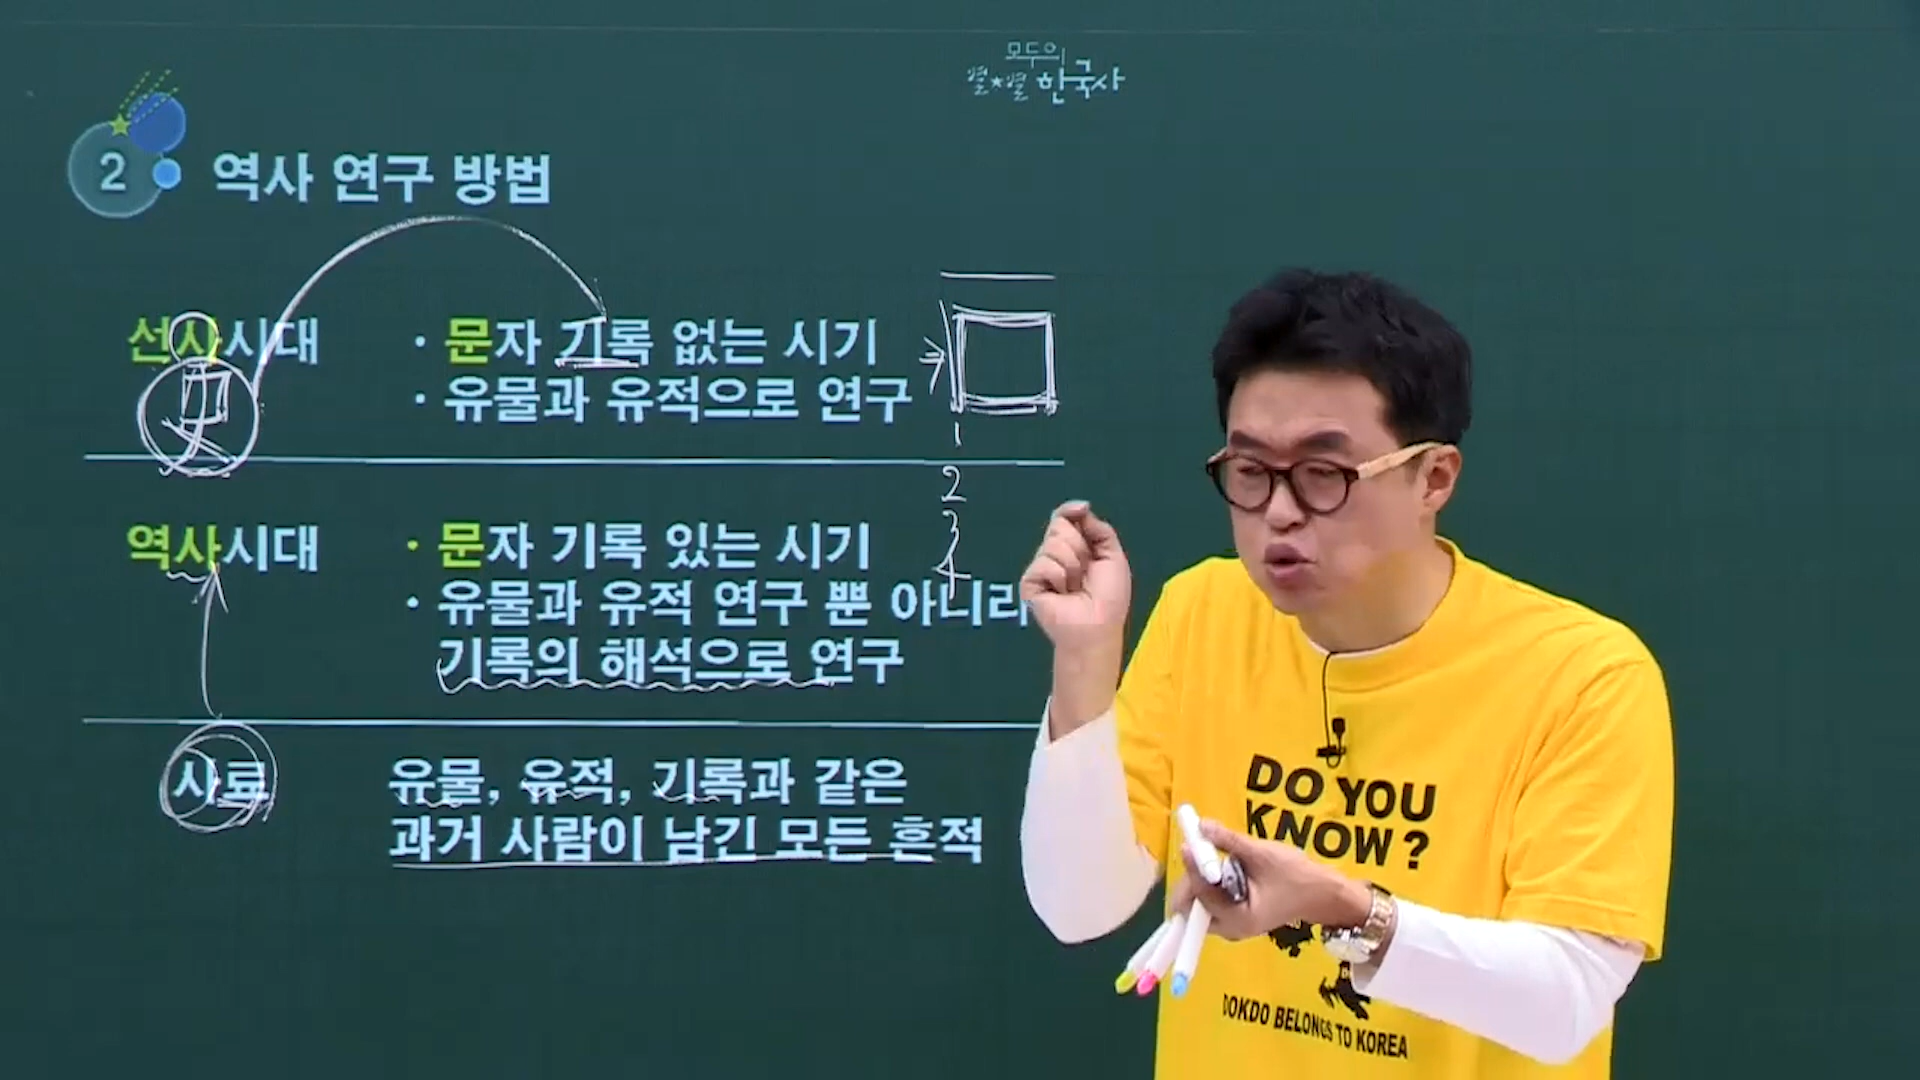 모두의
별★별 한국사
2 역사 연구 방법
선사시대
史
· 문자 기록 없는 시기
· 유물과 유적으로 연구
1
2
3
4
역사시대
· 문자 기록 있는 시기
· 유물과 유적 연구 뿐 아니라
기록의 해석으로 연구
사료
유물, 유적, 기록과 같은
과거 사람이 남긴 모든 흔적
DO YOU
KNOW?
DOKDO BELONGS TO KOREA